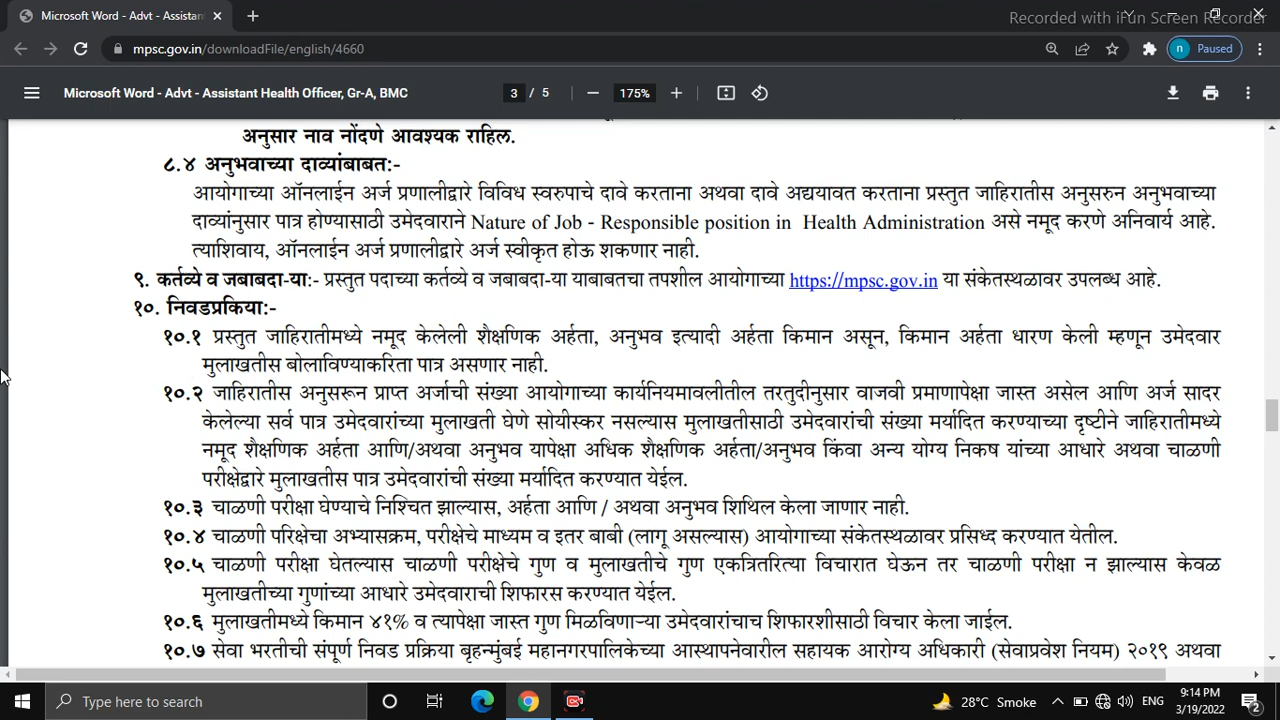 Microsoft Word - Advt - Assistan
Recorded with iFun Screen Recorder
mpsc.gov.in/downloadFile/english/4660
n Paused
Microsoft Word - Advt - Assistant Health Officer, Gr-A, BMC
3 / 5
175%
अनुसार नाव नोंदणे आवश्यक राहिल.
८.४ अनुभवाच्या दाव्यांबाबत:-
आयोगाच्या ऑनलाईन अर्ज प्रणालीद्वारे विविध स्वरुपाचे दावे करताना अथवा दावे अद्ययावत करताना प्रस्तुत जाहिरातीस अनुसरुन अनुभवाच्या
दाव्यांनुसार पात्र होण्यासाठी उमेदवाराने Nature of Job - Responsible position in Health Administration असे नमूद करणे अनिवार्य आहे.
त्याशिवाय, ऑनलाईन अर्ज प्रणालीद्वारे अर्ज स्वीकृत होऊ शकणार नाही.
९. कर्तव्ये व जबाबदा-या:- प्रस्तुत पदाच्या कर्तव्ये व जबाबदा-या याबाबतचा तपशील आयोगाच्या https://mpsc.gov.in या संकेतस्थळावर उपलब्ध आहे.
१०. निवडप्रकिया:-
१०.१ प्रस्तुत जाहिरातीमध्ये नमूद केलेली शैक्षणिक अर्हता, अनुभव इत्यादी अर्हता किमान असून, किमान अर्हता धारण केली म्हणून उमेदवार
मुलाखतीस बोलाविण्याकरिता पात्र असणार नाही.
१०.२ जाहिरातीस अनुसरून प्राप्त अर्जाची संख्या आयोगाच्या कार्यनियमावलीतील तरतुदीनुसार वाजवी प्रमाणापेक्षा जास्त असेल आणि अर्ज सादर
केलेल्या सर्व पात्र उमेदवारांच्या मुलाखती घेणे सोयीस्कर नसल्यास मुलाखतीसाठी उमेदवारांची संख्या मर्यादित करण्याच्या दृष्टीने जाहिरातीमध्ये
नमूद शैक्षणिक अर्हता आणि/अथवा अनुभव यापेक्षा अधिक शैक्षणिक अर्हता/अनुभव किंवा अन्य योग्य निकष यांच्या आधारे अथवा चाळणी
परीक्षेद्वारे मुलाखतीस पात्र उमेदवारांची संख्या मर्यादित करण्यात येईल.
१०.३ चाळणी परीक्षा घेण्याचे निश्चित झाल्यास, अर्हता आणि / अथवा अनुभव शिथिल केला जाणार नाही.
१०.४ चाळणी परिक्षेचा अभ्यासक्रम, परीक्षेचे माध्यम व इतर बाबी (लागू असल्यास) आयोगाच्या संकेतस्थळावर प्रसिध्द करण्यात येतील.
१०.५ चाळणी परीक्षा घेतल्यास चाळणी परीक्षेचे गुण व मुलाखतीचे गुण एकत्रितरित्या विचारात घेऊन तर चाळणी परीक्षा न झाल्यास केवळ
मुलाखतीच्या गुणांच्या आधारे उमेदवाराची शिफारस करण्यात येईल.
१०.६ मुलाखतीमध्ये किमान ४१% व त्यापेक्षा जास्त गुण मिळविणाऱ्या उमेदवारांचाच शिफारशीसाठी विचार केला जाईल.
१०.७ सेवा भरतीची संपूर्ण निवड प्रक्रिया बृहन्मुंबई महानगरपालिकेच्या आस्थापनेवारील सहायक आरोग्य अधिकारी (सेवाप्रवेश नियम) २०१९ अथवा
Type here to search
28°C Smoke
ENG
9:14 PM
3/19/2022
2